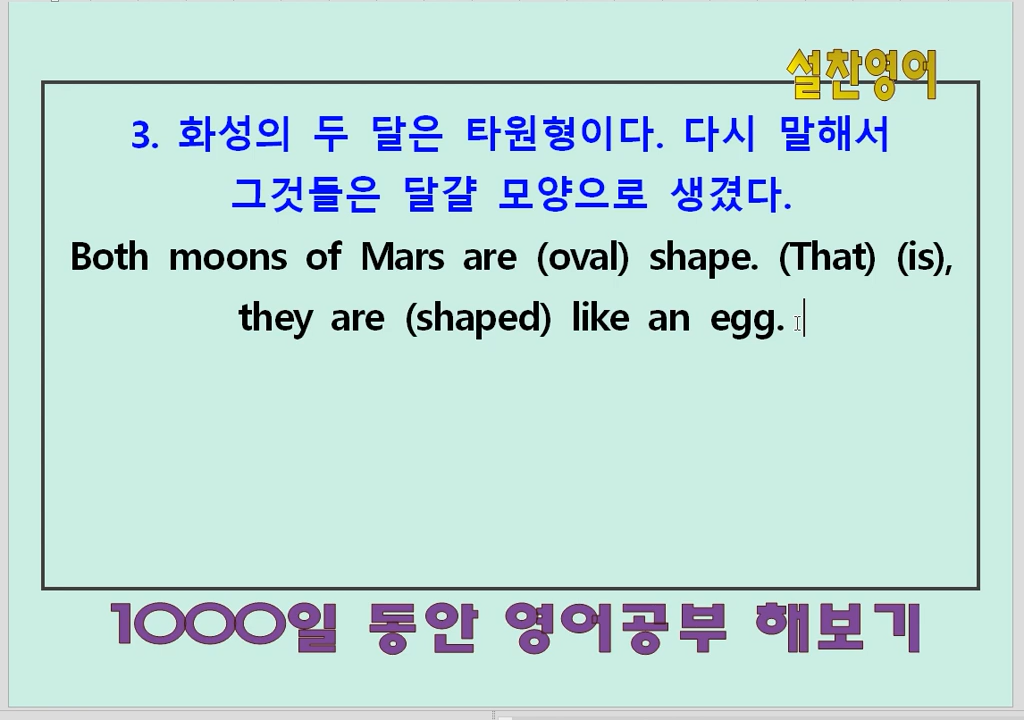 설찬영어
3. 화성의 두 달은 타원형이다. 다시 말해서
그것들은 달걀 모양으로 생겼다.
Both moons of Mars are (oval) shape. (That) (is),
they are (shaped) like an egg.
1000일 동안 영어공부 해보기